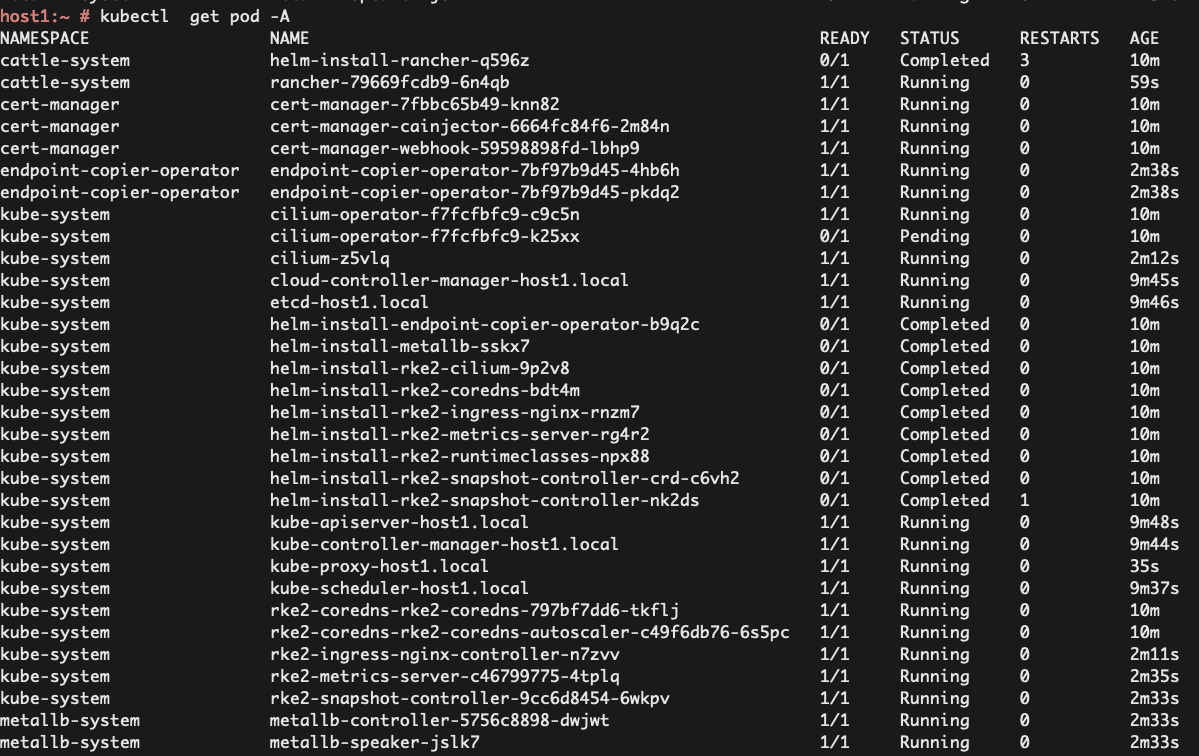 host1:~ # kubectl  get pod -A
NAMESPACE NAME READY STATUS RESTARTS AGE
cattle-system helm-install-rancher-q596z 0/1 Completed 3 10m
cattle-system rancher-79669fcdb9-6n4qb 1/1 Running 0 59s
cert-manager cert-manager-7fbbc65b49-knn82 1/1 Running 0 10m
cert-manager cert-manager-cainjector-6664fc84f6-2m84n 1/1 Running 0 10m
cert-manager cert-manager-webhook-59598898fd-lbhp9 1/1 Running 0 10m
endpoint-copier-operator endpoint-copier-operator-7bf97b9d45-4hb6h 1/1 Running 0 2m38s
endpoint-copier-operator endpoint-copier-operator-7bf97b9d45-pkdq2 1/1 Running 0 2m38s
kube-system cilium-operator-f7fcfbfc9-c9c5n 1/1 Running 0 10m
kube-system cilium-operator-f7fcfbfc9-k25xx 0/1 Pending 0 10m
kube-system cilium-z5vlq 1/1 Running 0 2m12s
kube-system cloud-controller-manager-host1.local 1/1 Running 0 9m45s
kube-system etcd-host1.local 1/1 Running 0 9m46s
kube-system helm-install-endpoint-copier-operator-b9q2c 0/1 Completed 0 10m
kube-system helm-install-metallb-sskx7 0/1 Completed 0 10m
kube-system helm-install-rke2-cilium-9p2v8 0/1 Completed 0 10m
kube-system helm-install-rke2-coredns-bdt4m 0/1 Completed 0 10m
kube-system helm-install-rke2-ingress-nginx-rnzm7 0/1 Completed 0 10m
kube-system helm-install-rke2-metrics-server-rg4r2 0/1 Completed 0 10m
kube-system helm-install-rke2-runtimeclasses-npx88 0/1 Completed 0 10m
kube-system helm-install-rke2-snapshot-controller-crd-c6vh2 0/1 Completed 0 10m
kube-system helm-install-rke2-snapshot-controller-nk2ds 0/1 Completed 1 10m
kube-system kube-apiserver-host1.local 1/1 Running 0 9m48s
kube-system kube-controller-manager-host1.local 1/1 Running 0 9m44s
kube-system kube-proxy-host1.local 1/1 Running 0 35s
kube-system kube-scheduler-host1.local 1/1 Running 0 9m37s
kube-system rke2-coredns-rke2-coredns-797bf7dd6-tkflj 1/1 Running 0 10m
kube-system rke2-coredns-rke2-coredns-autoscaler-c49f6db76-6s5pc 1/1 Running 0 10m
kube-system rke2-ingress-nginx-controller-n7zvv 1/1 Running 0 2m11s
kube-system rke2-metrics-server-c46799775-4tplq 1/1 Running 0 2m35s
kube-system rke2-snapshot-controller-9cc6d8454-6wkpv 1/1 Running 0 2m33s
metallb-system metallb-controller-5756c8898-dwjwt 1/1 Running 0 2m33s
metallb-system metallb-speaker-jslk7 1/1 Running 0 2m33s